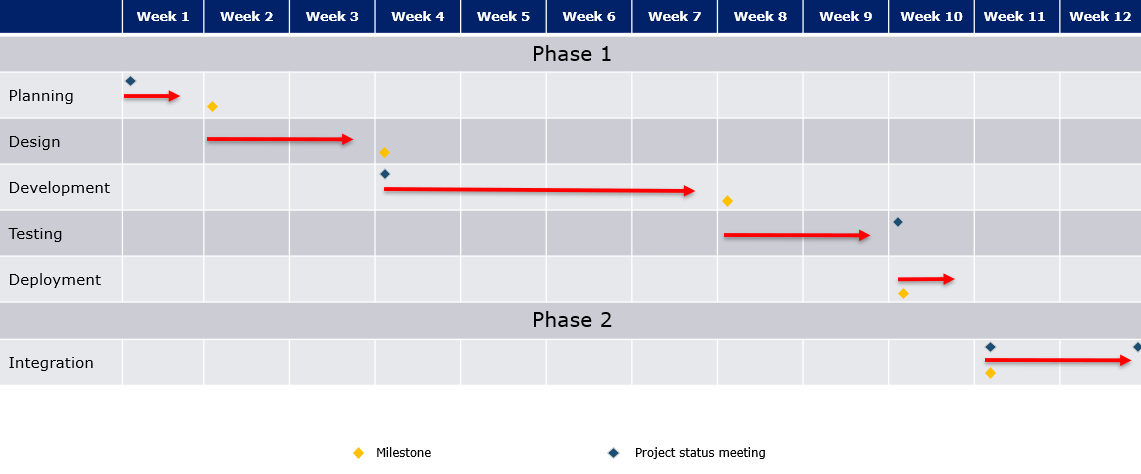 Week 1 Week 2 Week 3 Week 4 Week 5 Week 6 Week 7 Week 8 Week 9 Week 10 Week 11 Week 12
Phase 1
Planning
Design
Development
Testing
Deployment
Phase 2
Integration
Milestone Project status meeting